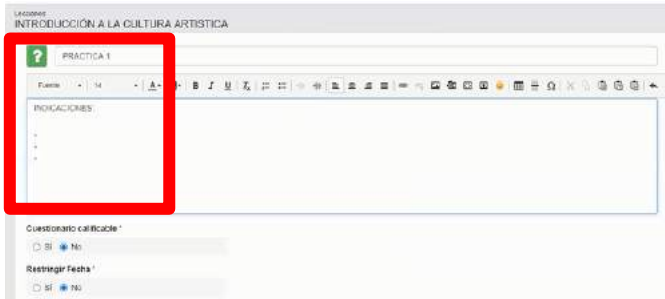 Lecciones
INTRODUCCIÓN A LA CULTURA ARTISTICA
?
PRACTICA 1
Fuente 14 A B I U Ω
INDICACIONES:
Cuestionario calificable *
Sí No
Restringir Fecha *
Sí No